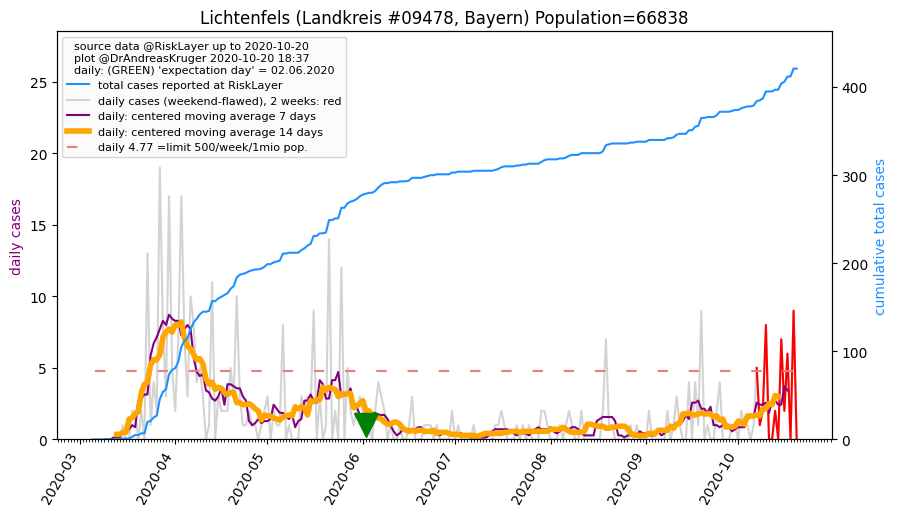 Lichtenfels (Landkreis #09478, Bayern) Population=66838
source data @RiskLayer up to 2020-10-20
plot @DrAndreasKruger 2020-10-20 18:37
daily: (GREEN) 'expectation day' = 02.06.2020
total cases reported at RiskLayer
daily cases (weekend-flawed), 2 weeks: red
daily: centered moving average 7 days
daily: centered moving average 14 days
daily 4.77 =limit 500/week/1mio pop.
daily cases
25
20
15
10
5
0
cumulative total cases
400
300
200
100
0
2020-03
2020-04
2020-05
2020-06
2020-07
2020-08
2020-09
2020-10